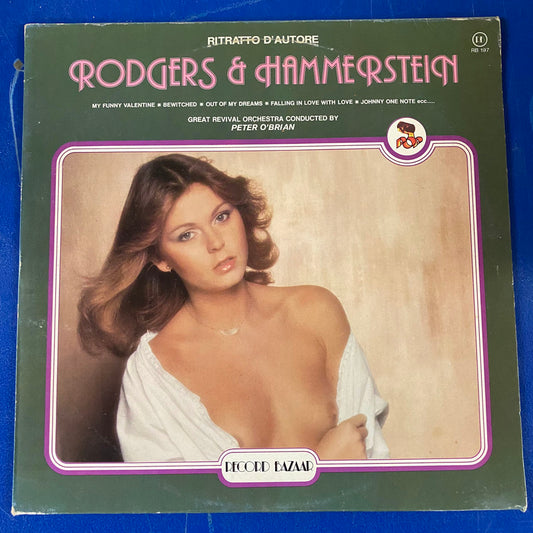 RITRATTO D'AUTORE
RB 197
RODGERS & HAMMERSTEIN
MY FUNNY VALENTINE ■ BEWITCHED ■ OUT OF MY DREAMS ■ FALLING IN LOVE WITH LOVE ■ JOHNNY ONE NOTE ecc.....
GREAT REVIVAL ORCHESTRA CONDUCTED BY
PETER O'BRIAN
RECORD BAZAAR